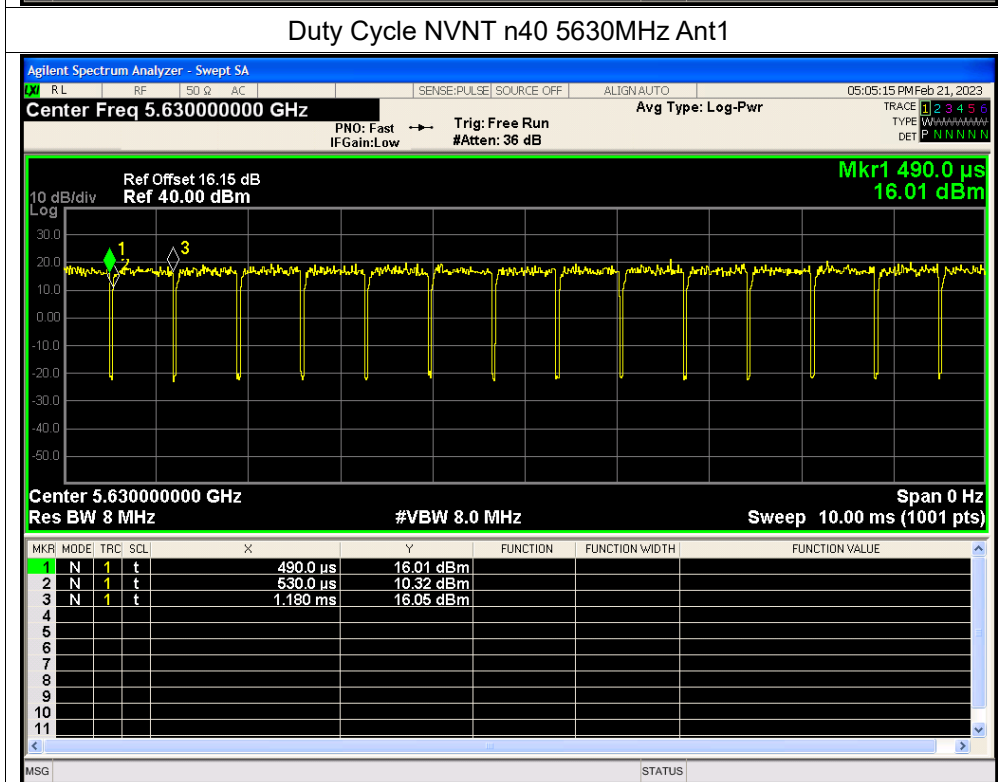 Duty Cycle NVNT n40 5630MHz Ant1
Agilent Spectrum Analyzer - Swept SA
LXI RL RF 50 Ω AC SENSE:PULSE SOURCE OFF ALIGN AUTO 05:05:15 PM Feb 21, 2023
Center Freq 5.630000000 GHz Avg Type: Log-Pwr TRACE 1 2 3 4 5 6
PNO: Fast Trig: Free Run TYPE WWWWWW
IFGain:Low #Atten: 36 dB DET P N N N N N
Mkr1 490.0 µs
Ref Offset 16.15 dB
10 dB/div Ref 40.00 dBm 16.01 dBm
Log
30.0
1 2 3
20.0
10.0
0.00
-10.0
-20.0
-30.0
-40.0
-50.0
Center 5.630000000 GHz Span 0 Hz
Res BW 8 MHz #VBW 8.0 MHz Sweep 10.00 ms (1001 pts)
MKR MODE TRC SCL X Y FUNCTION FUNCTION WIDTH FUNCTION VALUE
1 N 1 t 490.0 µs 16.01 dBm
2 N 1 t 530.0 µs 10.32 dBm
3 N 1 t 1.180 ms 16.05 dBm
4
5
6
7
8
9
10
11
MSG STATUS